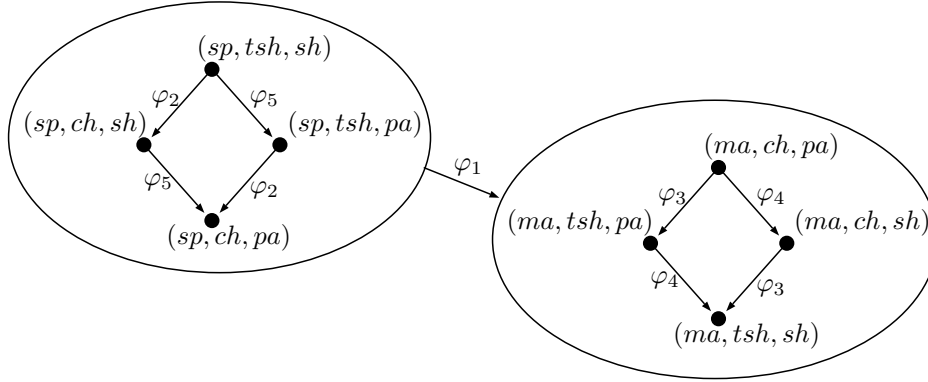 (sp, tsh, sh)
φ₂ φ₅
(sp, ch, sh) (sp, tsh, pa)
φ₅ φ₂
(sp, ch, pa)
φ₁
(ma, ch, pa)
φ₃ φ₄
(ma, tsh, pa) (ma, ch, sh)
φ₄ φ₃
(ma, tsh, sh)